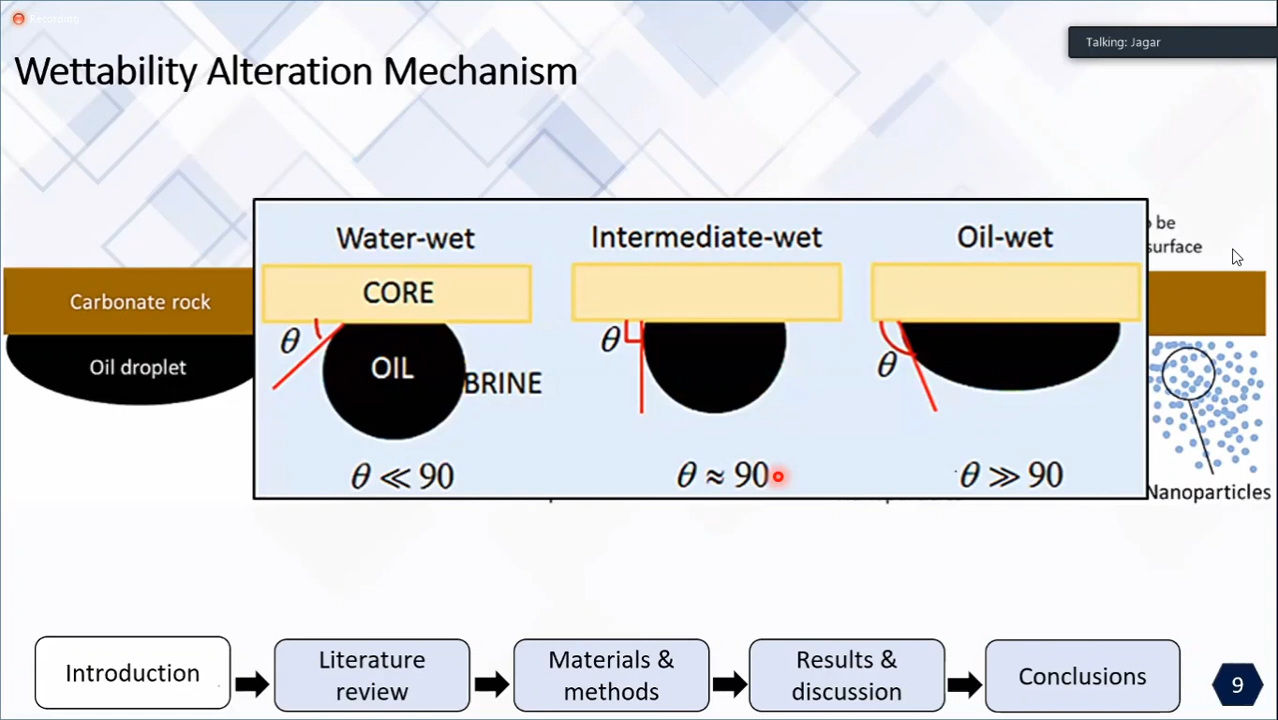 Recording
Talking: Jagar
Wettability Alteration Mechanism
Water-wet
Intermediate-wet
Oil-wet
be
surface
Carbonate rock
CORE
θ
θ
θ
Oil droplet
OIL
BRINE
θ ≪ 90
θ ≈ 90
θ ≫ 90
Nanoparticles
Introduction
Literature
review
Materials &
methods
Results &
discussion
Conclusions
9